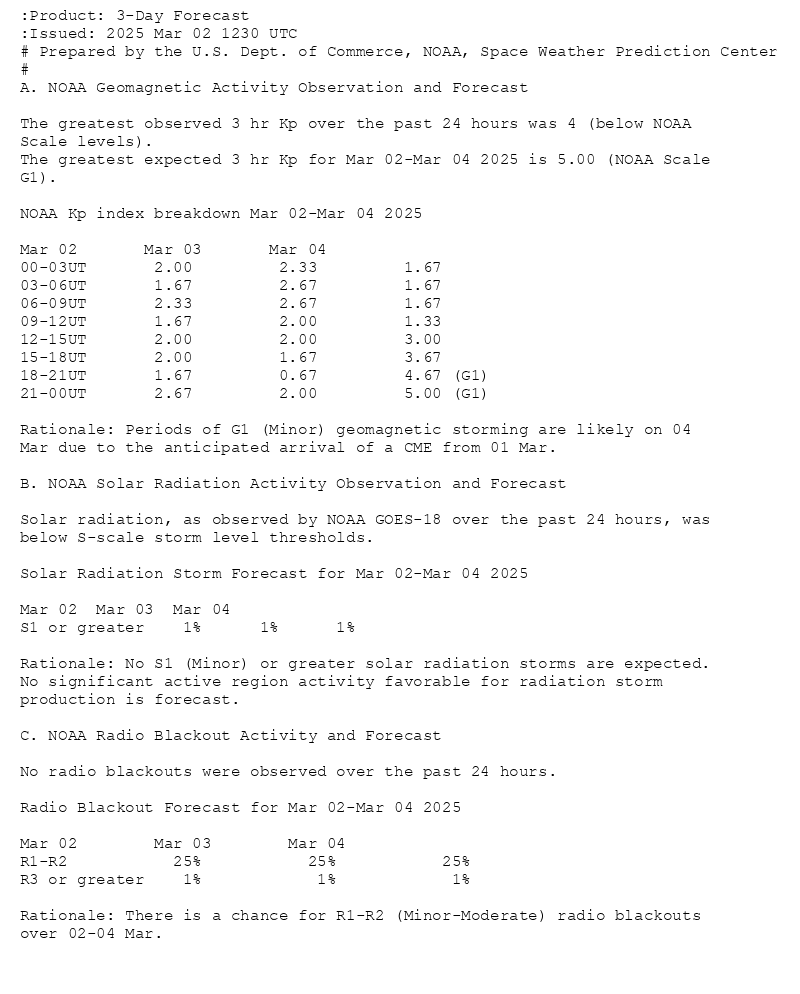 :Product: 3-Day Forecast
:Issued: 2025 Mar 02 1230 UTC
# Prepared by the U.S. Dept. of Commerce, NOAA, Space Weather Prediction Center
#
A. NOAA Geomagnetic Activity Observation and Forecast

The greatest observed 3 hr Kp over the past 24 hours was 4 (below NOAA
Scale levels).
The greatest expected 3 hr Kp for Mar 02-Mar 04 2025 is 5.00 (NOAA Scale
G1).

NOAA Kp index breakdown Mar 02-Mar 04 2025

Mar 02       Mar 03       Mar 04
00-03UT       2.00         2.33         1.67
03-06UT       1.67         2.67         1.67
06-09UT       2.33         2.67         1.67
09-12UT       1.67         2.00         1.33
12-15UT       2.00         2.00         3.00
15-18UT       2.00         1.67         3.67
18-21UT       1.67         0.67         4.67 (G1)
21-00UT       2.67         2.00         5.00 (G1)

Rationale: Periods of G1 (Minor) geomagnetic storming are likely on 04
Mar due to the anticipated arrival of a CME from 01 Mar.

B. NOAA Solar Radiation Activity Observation and Forecast

Solar radiation, as observed by NOAA GOES-18 over the past 24 hours, was
below S-scale storm level thresholds.

Solar Radiation Storm Forecast for Mar 02-Mar 04 2025

Mar 02  Mar 03  Mar 04
S1 or greater    1%      1%      1%

Rationale: No S1 (Minor) or greater solar radiation storms are expected.
No significant active region activity favorable for radiation storm
production is forecast.

C. NOAA Radio Blackout Activity and Forecast

No radio blackouts were observed over the past 24 hours.

Radio Blackout Forecast for Mar 02-Mar 04 2025

Mar 02        Mar 03        Mar 04
R1-R2           25%           25%           25%
R3 or greater    1%            1%            1%

Rationale: There is a chance for R1-R2 (Minor-Moderate) radio blackouts
over 02-04 Mar.